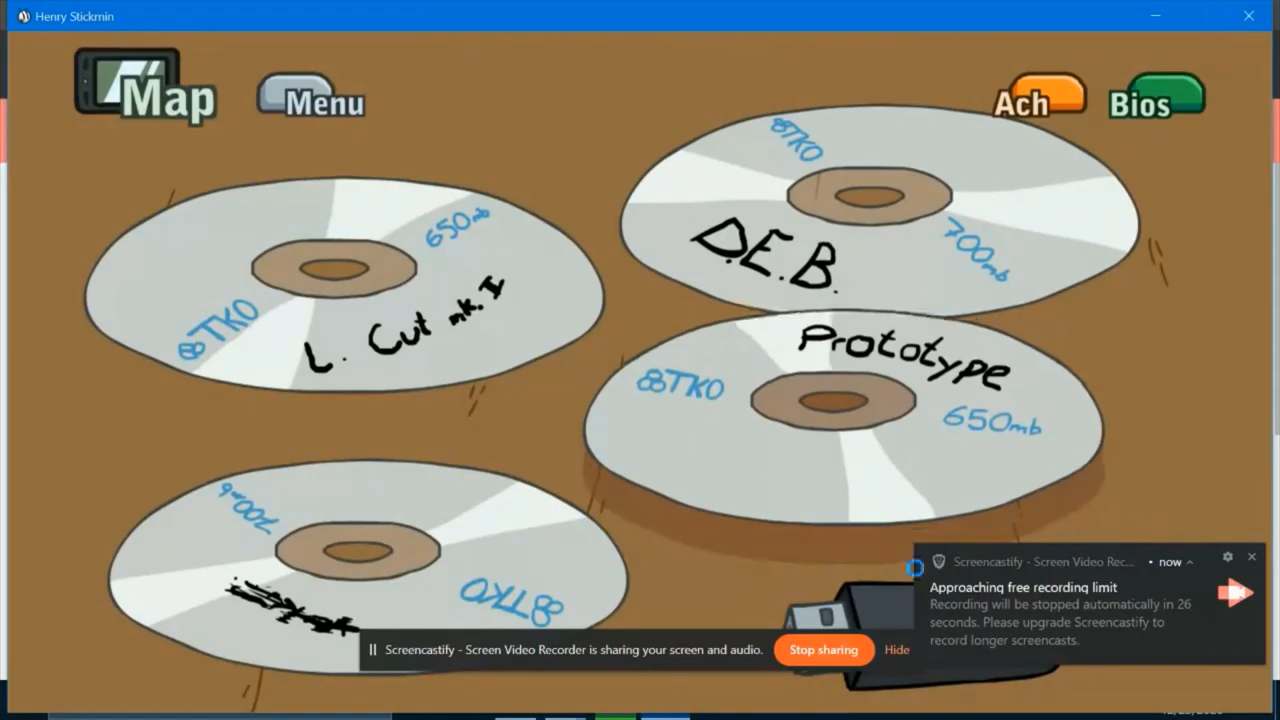 Henry Stickmin
Map
Menu
Ach
Bios
650mb
8TKO
L. Cut mk. II
8TKO
D.E.B.
700mb
Prototype
8TKO
650mb
700mb
8TKO
Screencastify - Screen Video Rec... • now
Approaching free recording limit
Recording will be stopped automatically in 26
seconds. Please upgrade Screencastify to
record longer screencasts.
Screencastify - Screen Video Recorder is sharing your screen and audio.
Stop sharing
Hide